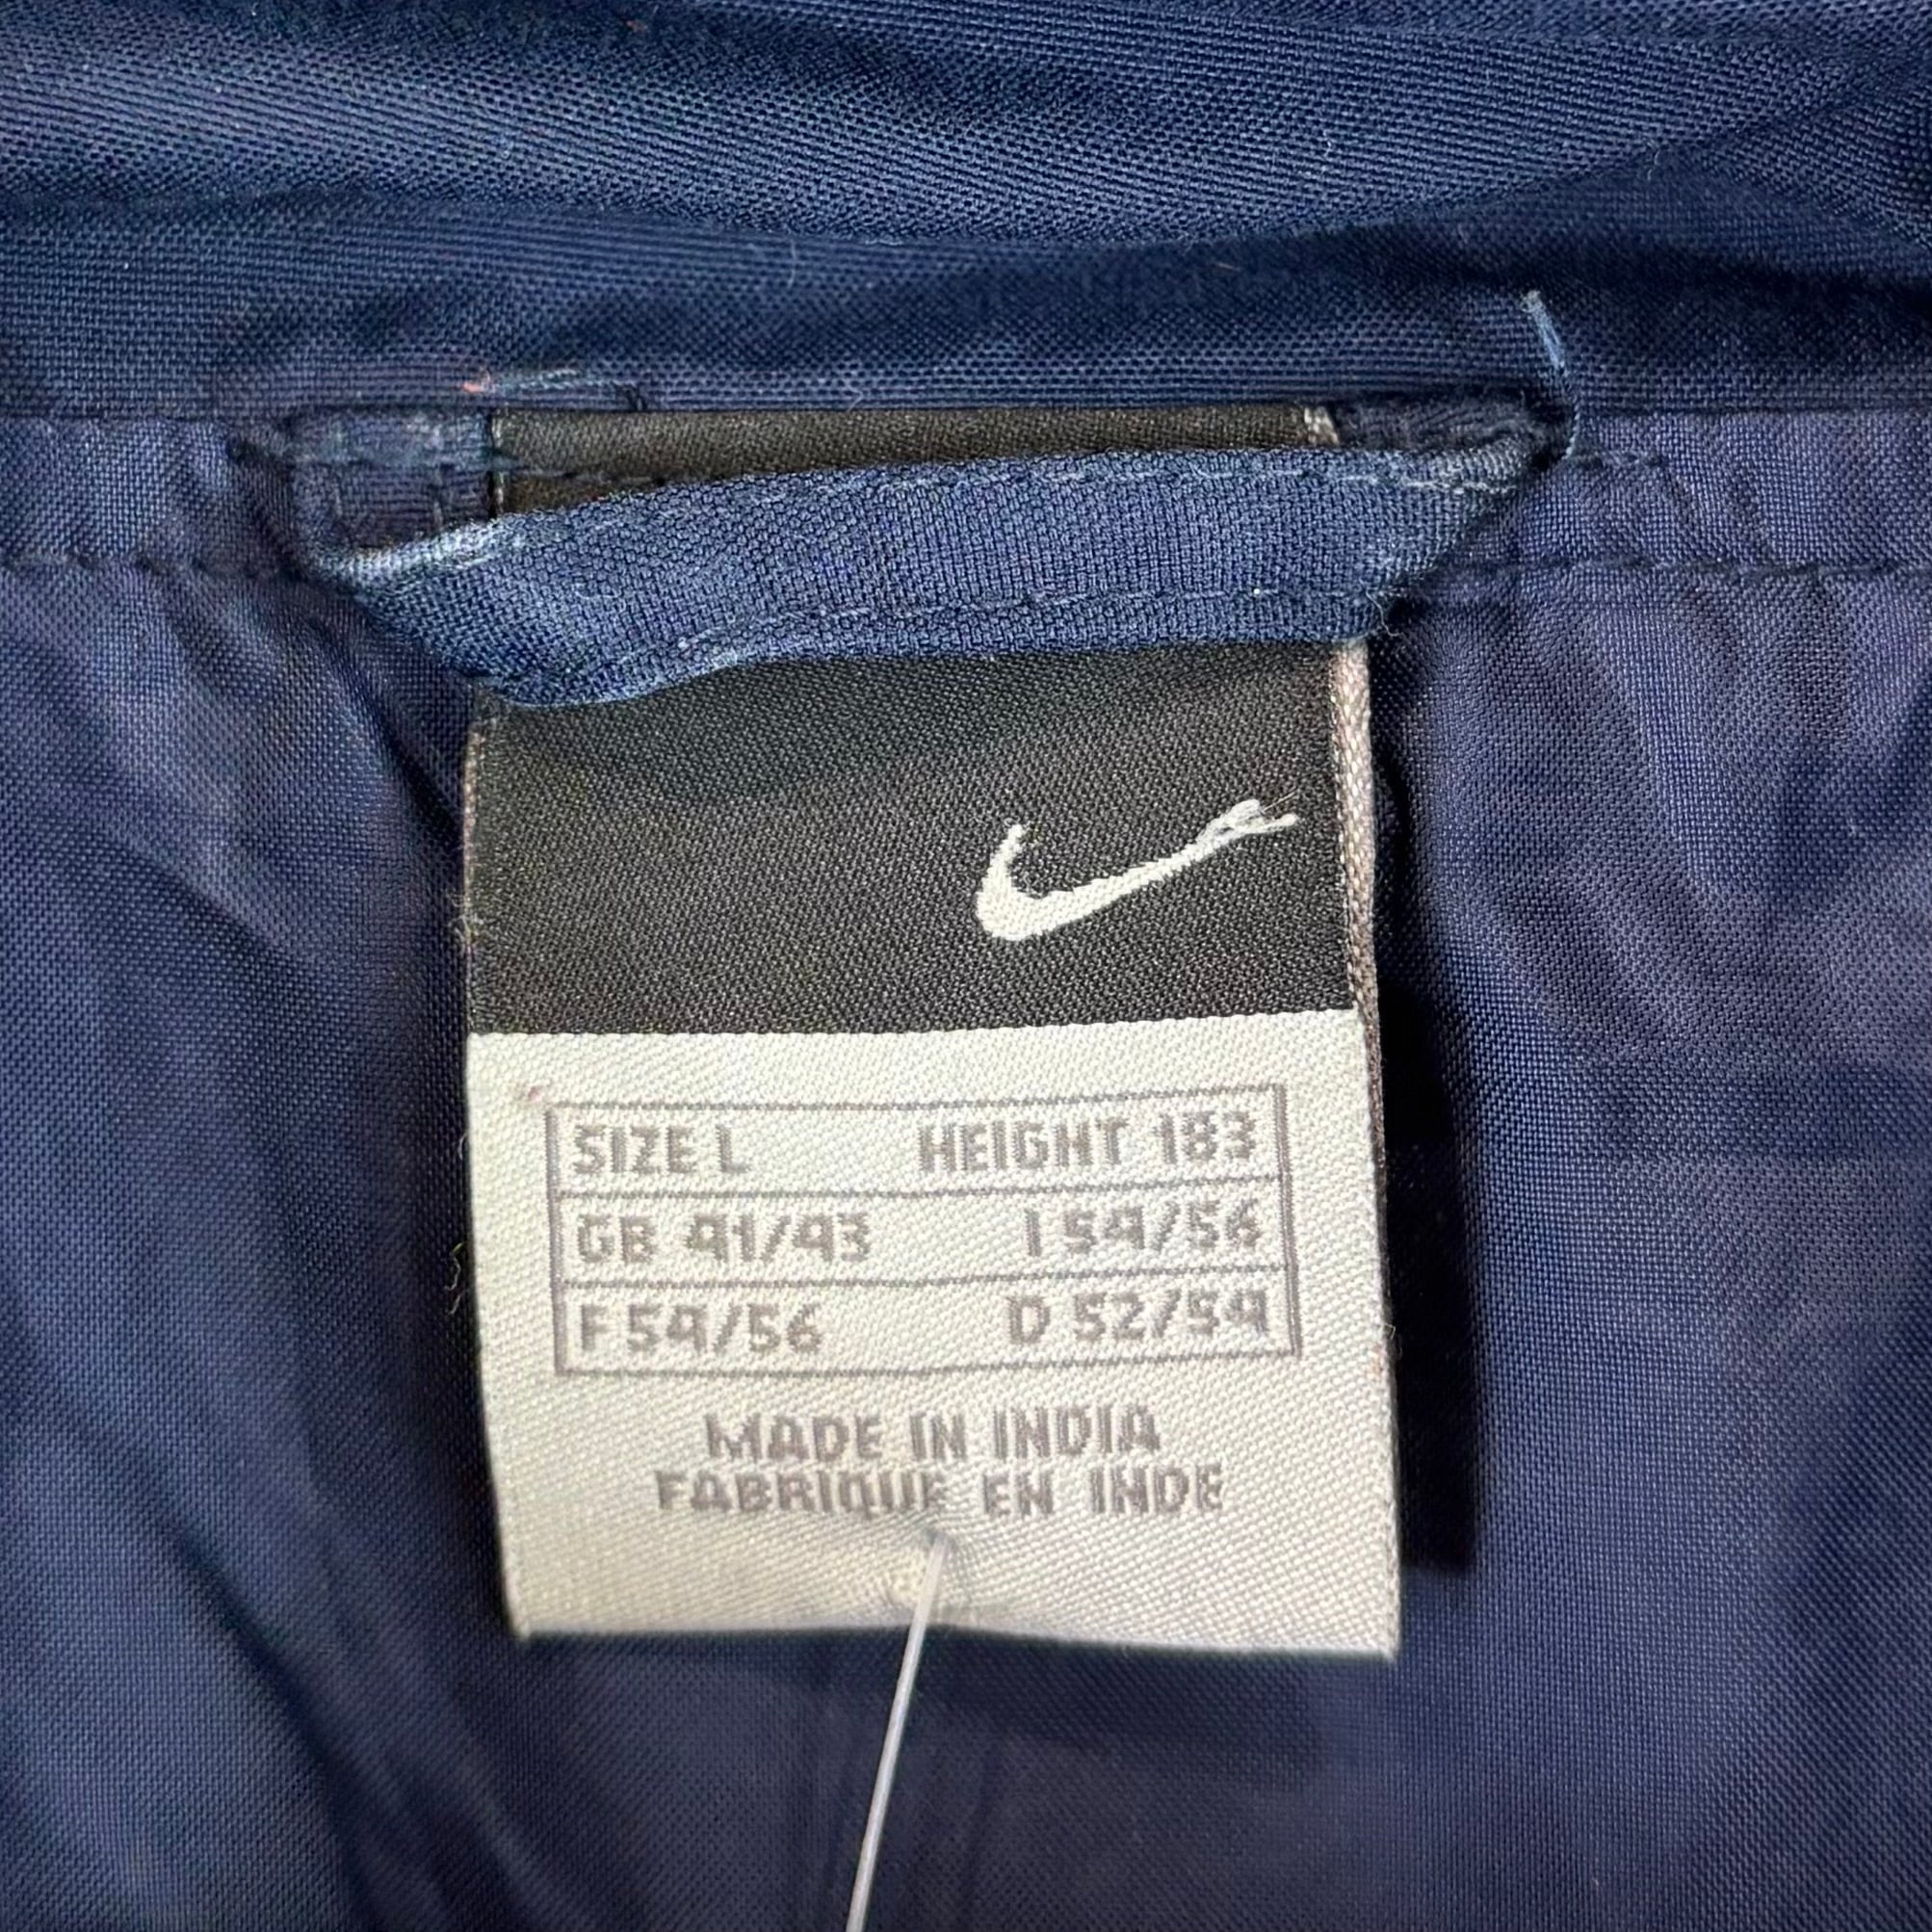 SIZE L HEIGHT 183
GB 41/43 I 54/56
F 54/56 D 52/54
MADE IN INDIA
FABRIQUE EN INDE